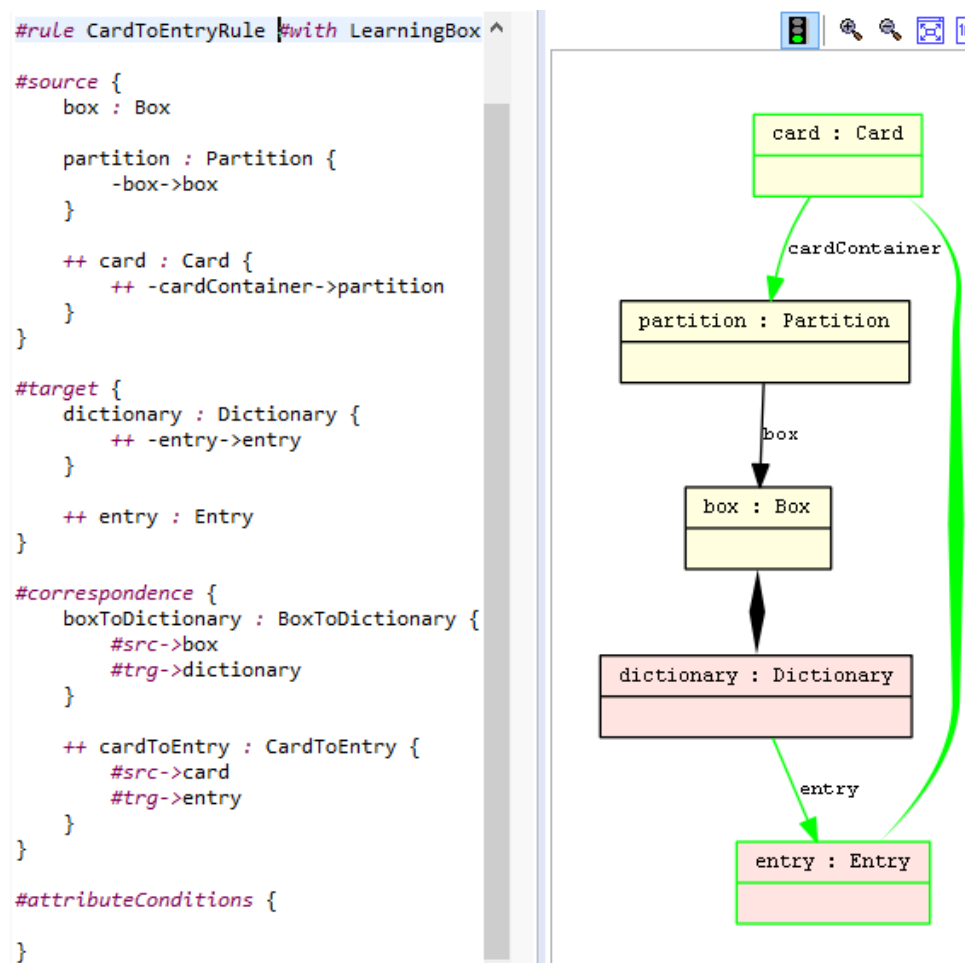 #rule CardToEntryRule #with LearningBox
#source {
box : Box
partition : Partition {
-box->box
}
++ card : Card {
++ -cardContainer->partition
}
}
#target {
dictionary : Dictionary {
++ -entry->entry
}
++ entry : Entry
}
#correspondence {
boxToDictionary : BoxToDictionary {
#src->box
#trg->dictionary
}
++ cardToEntry : CardToEntry {
#src->card
#trg->entry
}
}
#attributeConditions {
}
card : Card
cardContainer
partition : Partition
box
box : Box
dictionary : Dictionary
entry
entry : Entry